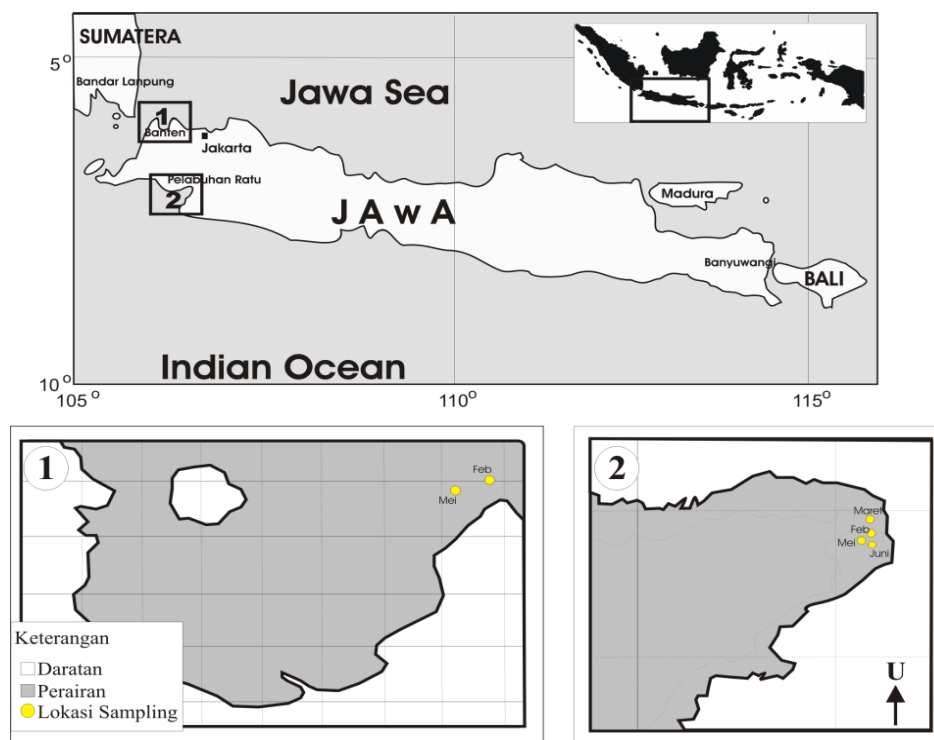 SUMATERA
5°
Bandar Lanpung
Jawa Sea
1
Banten
Jakarta
Pelabuhan Ratu
2
JAwA
Madura
Banyuwangi
BALI
Indian Ocean
10°
105° 110° 115°
1
Feb
Mei
Keterangan
Daratan
Perairan
Lokasi Sampling
2
Maret
Feb
Mei
Juni
U